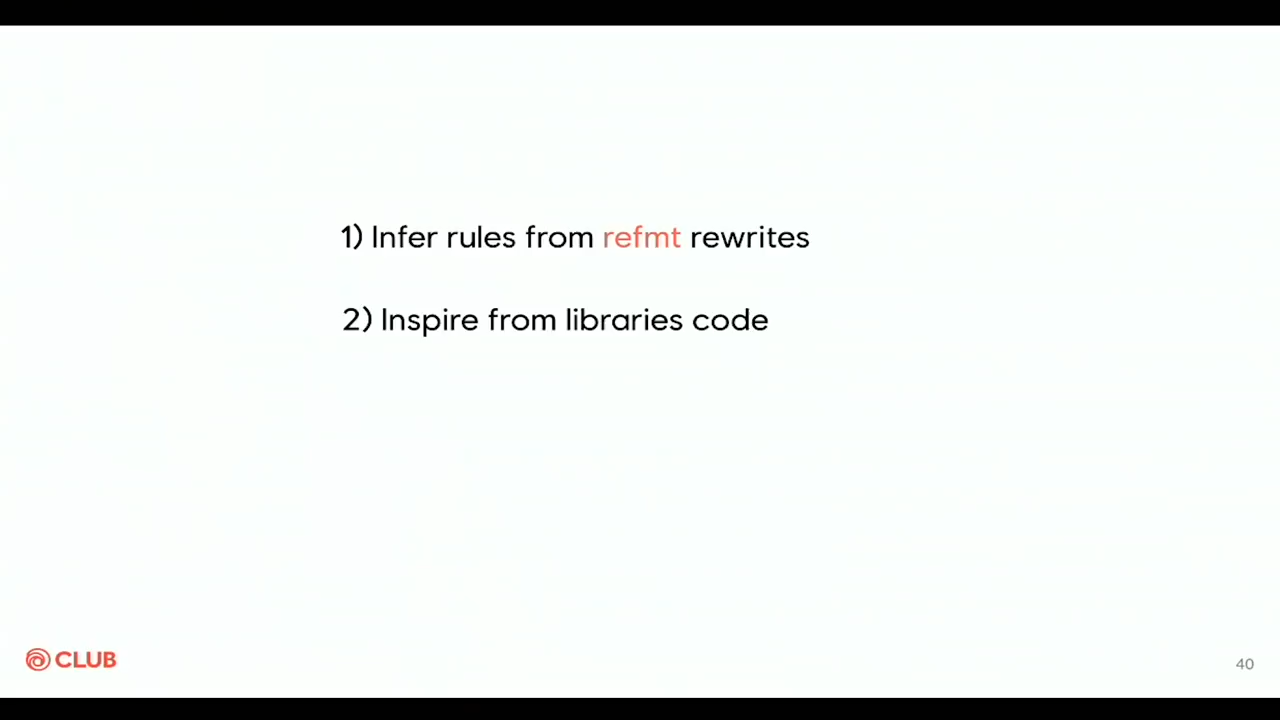 1) Infer rules from refmt rewrites
2) Inspire from libraries code
CLUB
40